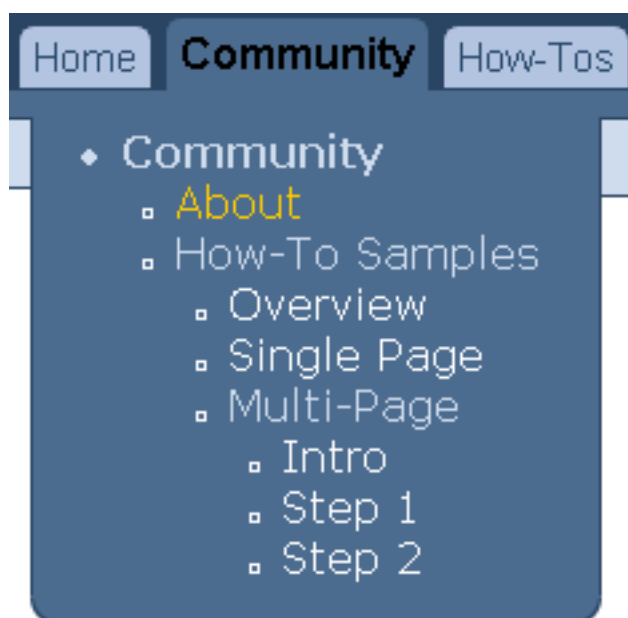 Home Community How-Tos
Community
About
How-To Samples
Overview
Single Page
Multi-Page
Intro
Step 1
Step 2